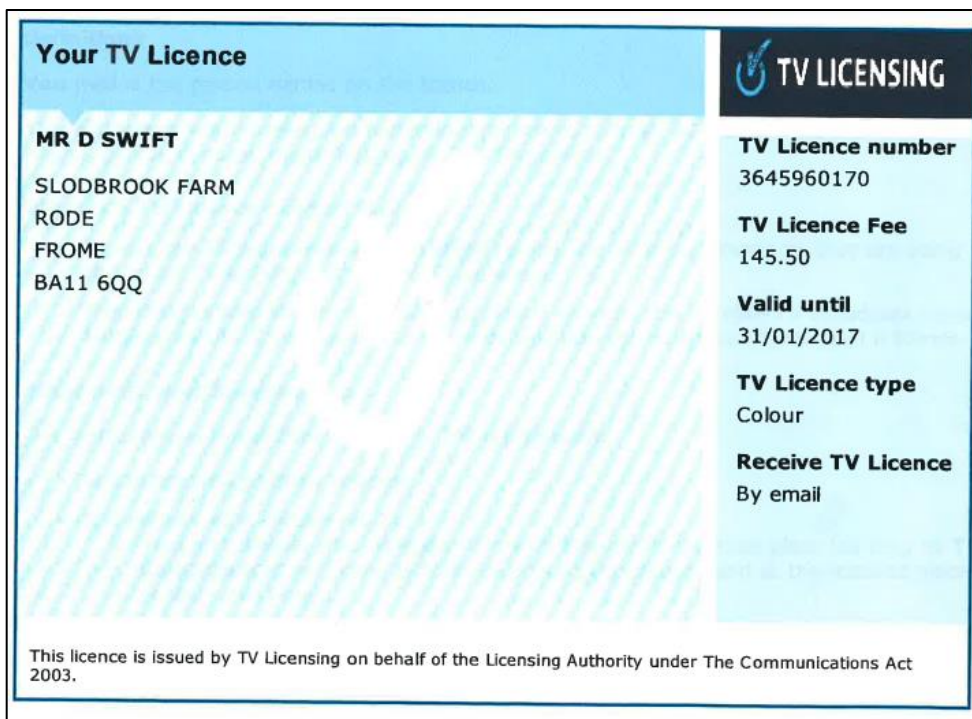 Your TV Licence
TV LICENSING
MR D SWIFT
SLODBROOK FARM
RODE
FROME
BA11 6QQ
TV Licence number
3645960170
TV Licence Fee
145.50
Valid until
31/01/2017
TV Licence type
Colour
Receive TV Licence
By email
This licence is issued by TV Licensing on behalf of the Licensing Authority under The Communications Act
2003.